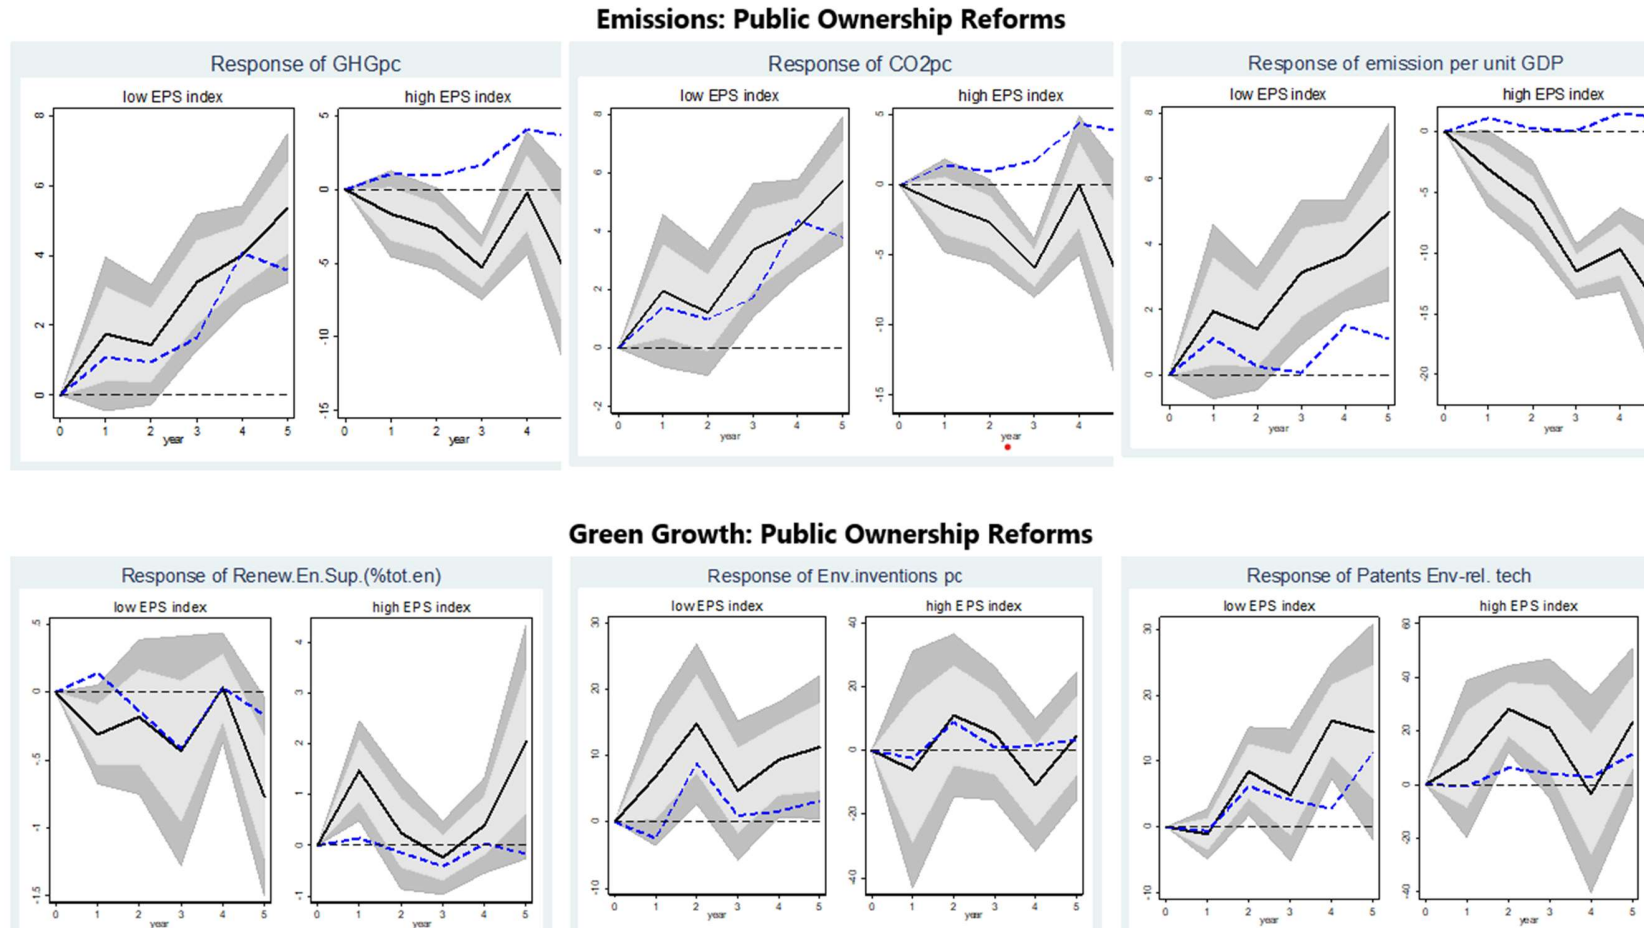 Emissions: Public Ownership Reforms
Response of GHGpc
low EPS index
high EPS index
8
6
4
2
0
0 1 2 3 4 5
year
5
0
-5
-10
-15
0 1 2 3 4
year
Response of CO2pc
low EPS index
high EPS index
8
6
4
2
0
-2
0 1 2 3 4 5
year
5
0
-5
-10
-15
0 1 2 3 4
year
Response of emission per unit GDP
low EPS index
high EPS index
8
6
4
2
0
0 1 2 3 4 5
year
0
-5
-10
-20
0 1 2 3 4
year
Green Growth: Public Ownership Reforms
Response of Renew.En.Sup.(%tot.en)
low EPS index
high EPS index
.5
0
-.5
-1
-1.5
0 1 2 3 4 5
year
4
3
2
1
0
-1
0 1 2 3 4 5
year
Response of Env.inventions pc
low EPS index
high EPS index
30
20
10
0
-10
0 1 2 3 4 5
year
40
20
0
-20
-40
0 1 2 3 4 5
year
Response of Patents Env-rel. tech
low EPS index
high EPS index
30
20
10
0
-10
0 1 2 3 4 5
year
60
40
20
0
-20
-40
0 1 2 3 4 5
year